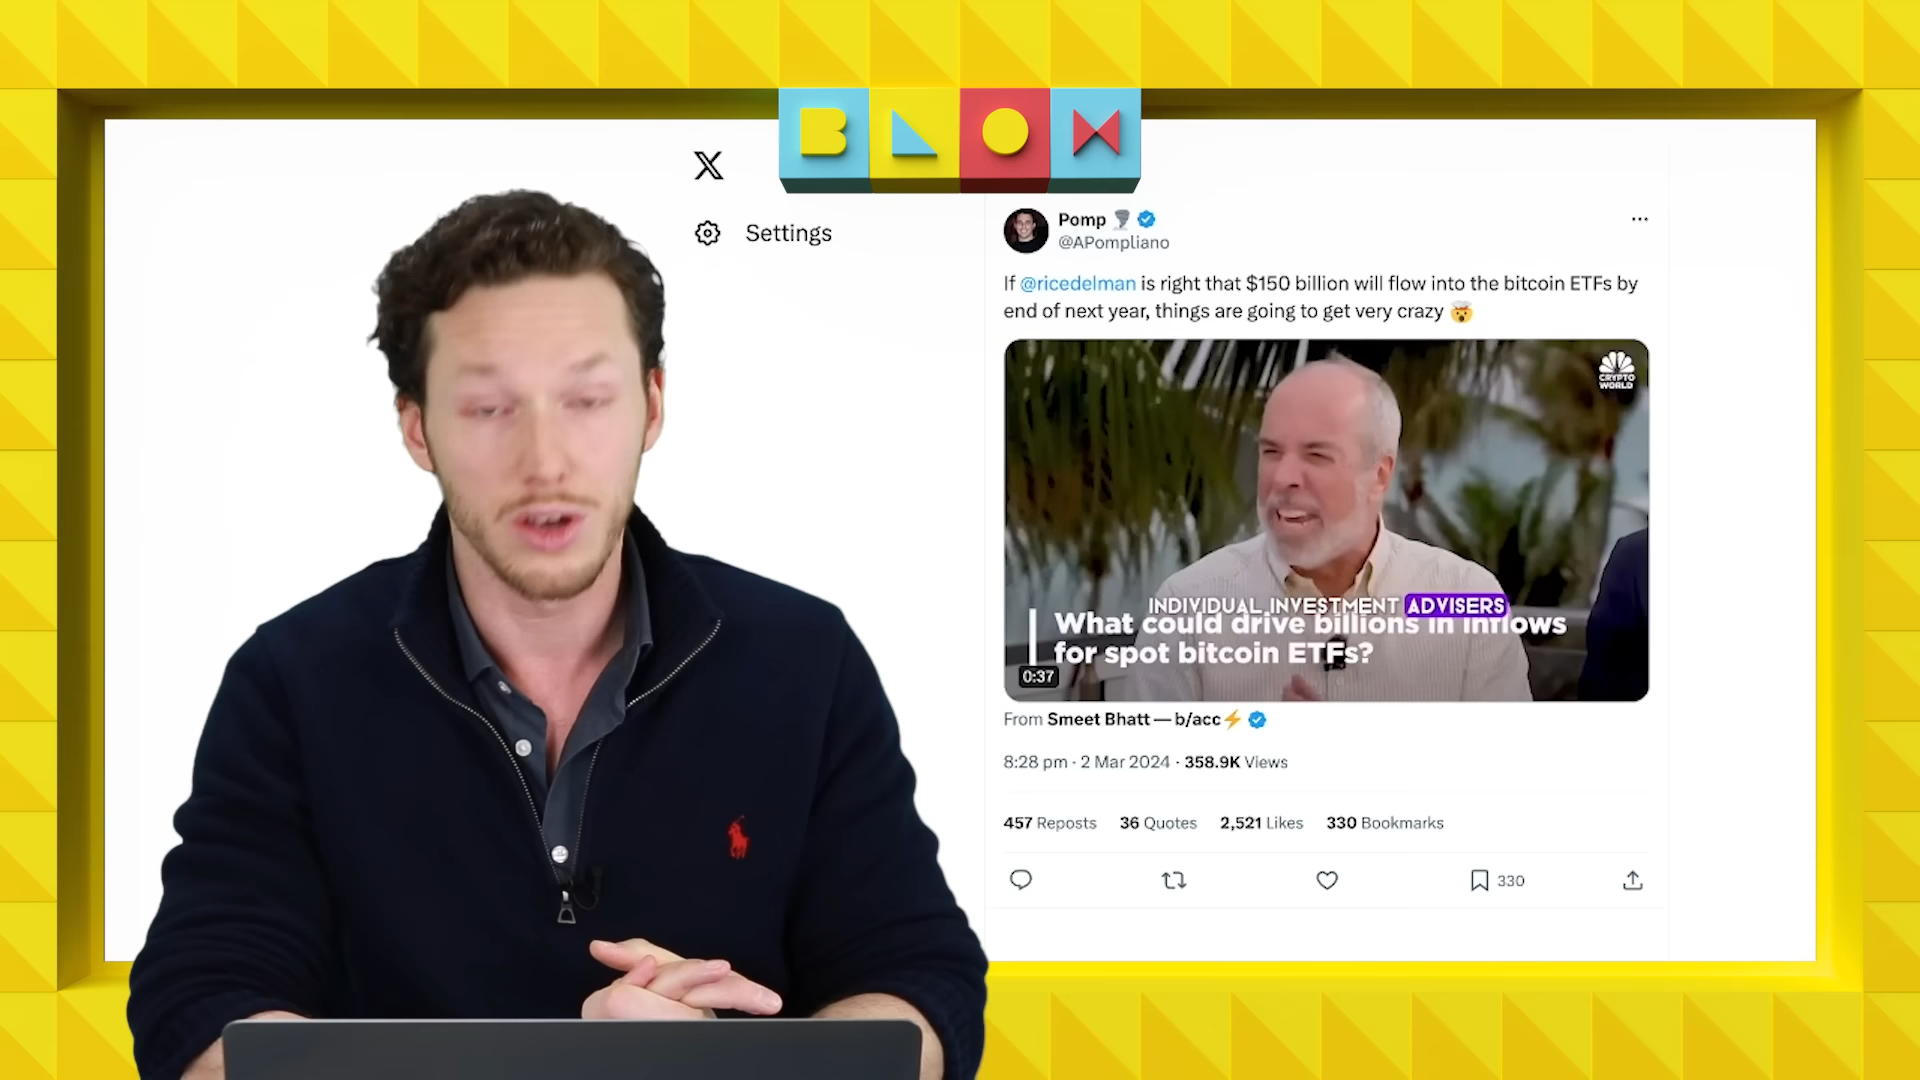 BLOX
X
Settings
Pomp
@APompliano
If @ricedelman is right that $150 billion will flow into the bitcoin ETFs by
end of next year, things are going to get very crazy 🤯
CRYPTO
WORLD
INDIVIDUAL INVESTMENT ADVISERS
What could drive billions in inflows
for spot bitcoin ETFs?
0:37
From Smeet Bhatt — b/acc⚡
8:28 pm · 2 Mar 2024 · 358.9K Views
457 Reposts 36 Quotes 2,521 Likes 330 Bookmarks
330